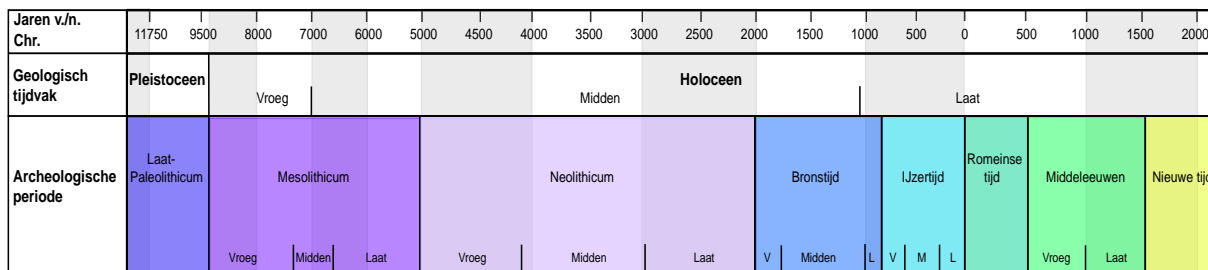 Jaren v./n. Chr.
11750 9500 8000 7000 6000 5000 4500 4000 3500 3000 2500 2000 1500 1000 500 0 500 1000 1500 2000
Geologisch tijdvak
Pleistoceen Holoceen
Vroeg Midden Laat
Archeologische periode
Laat-Paleolithicum Mesolithicum Neolithicum Bronstijd IJzertijd Romeinse tijd Middeleeuwen Nieuwe tijd
Vroeg Midden Laat Vroeg Midden Laat V Midden L V M L Vroeg Laat